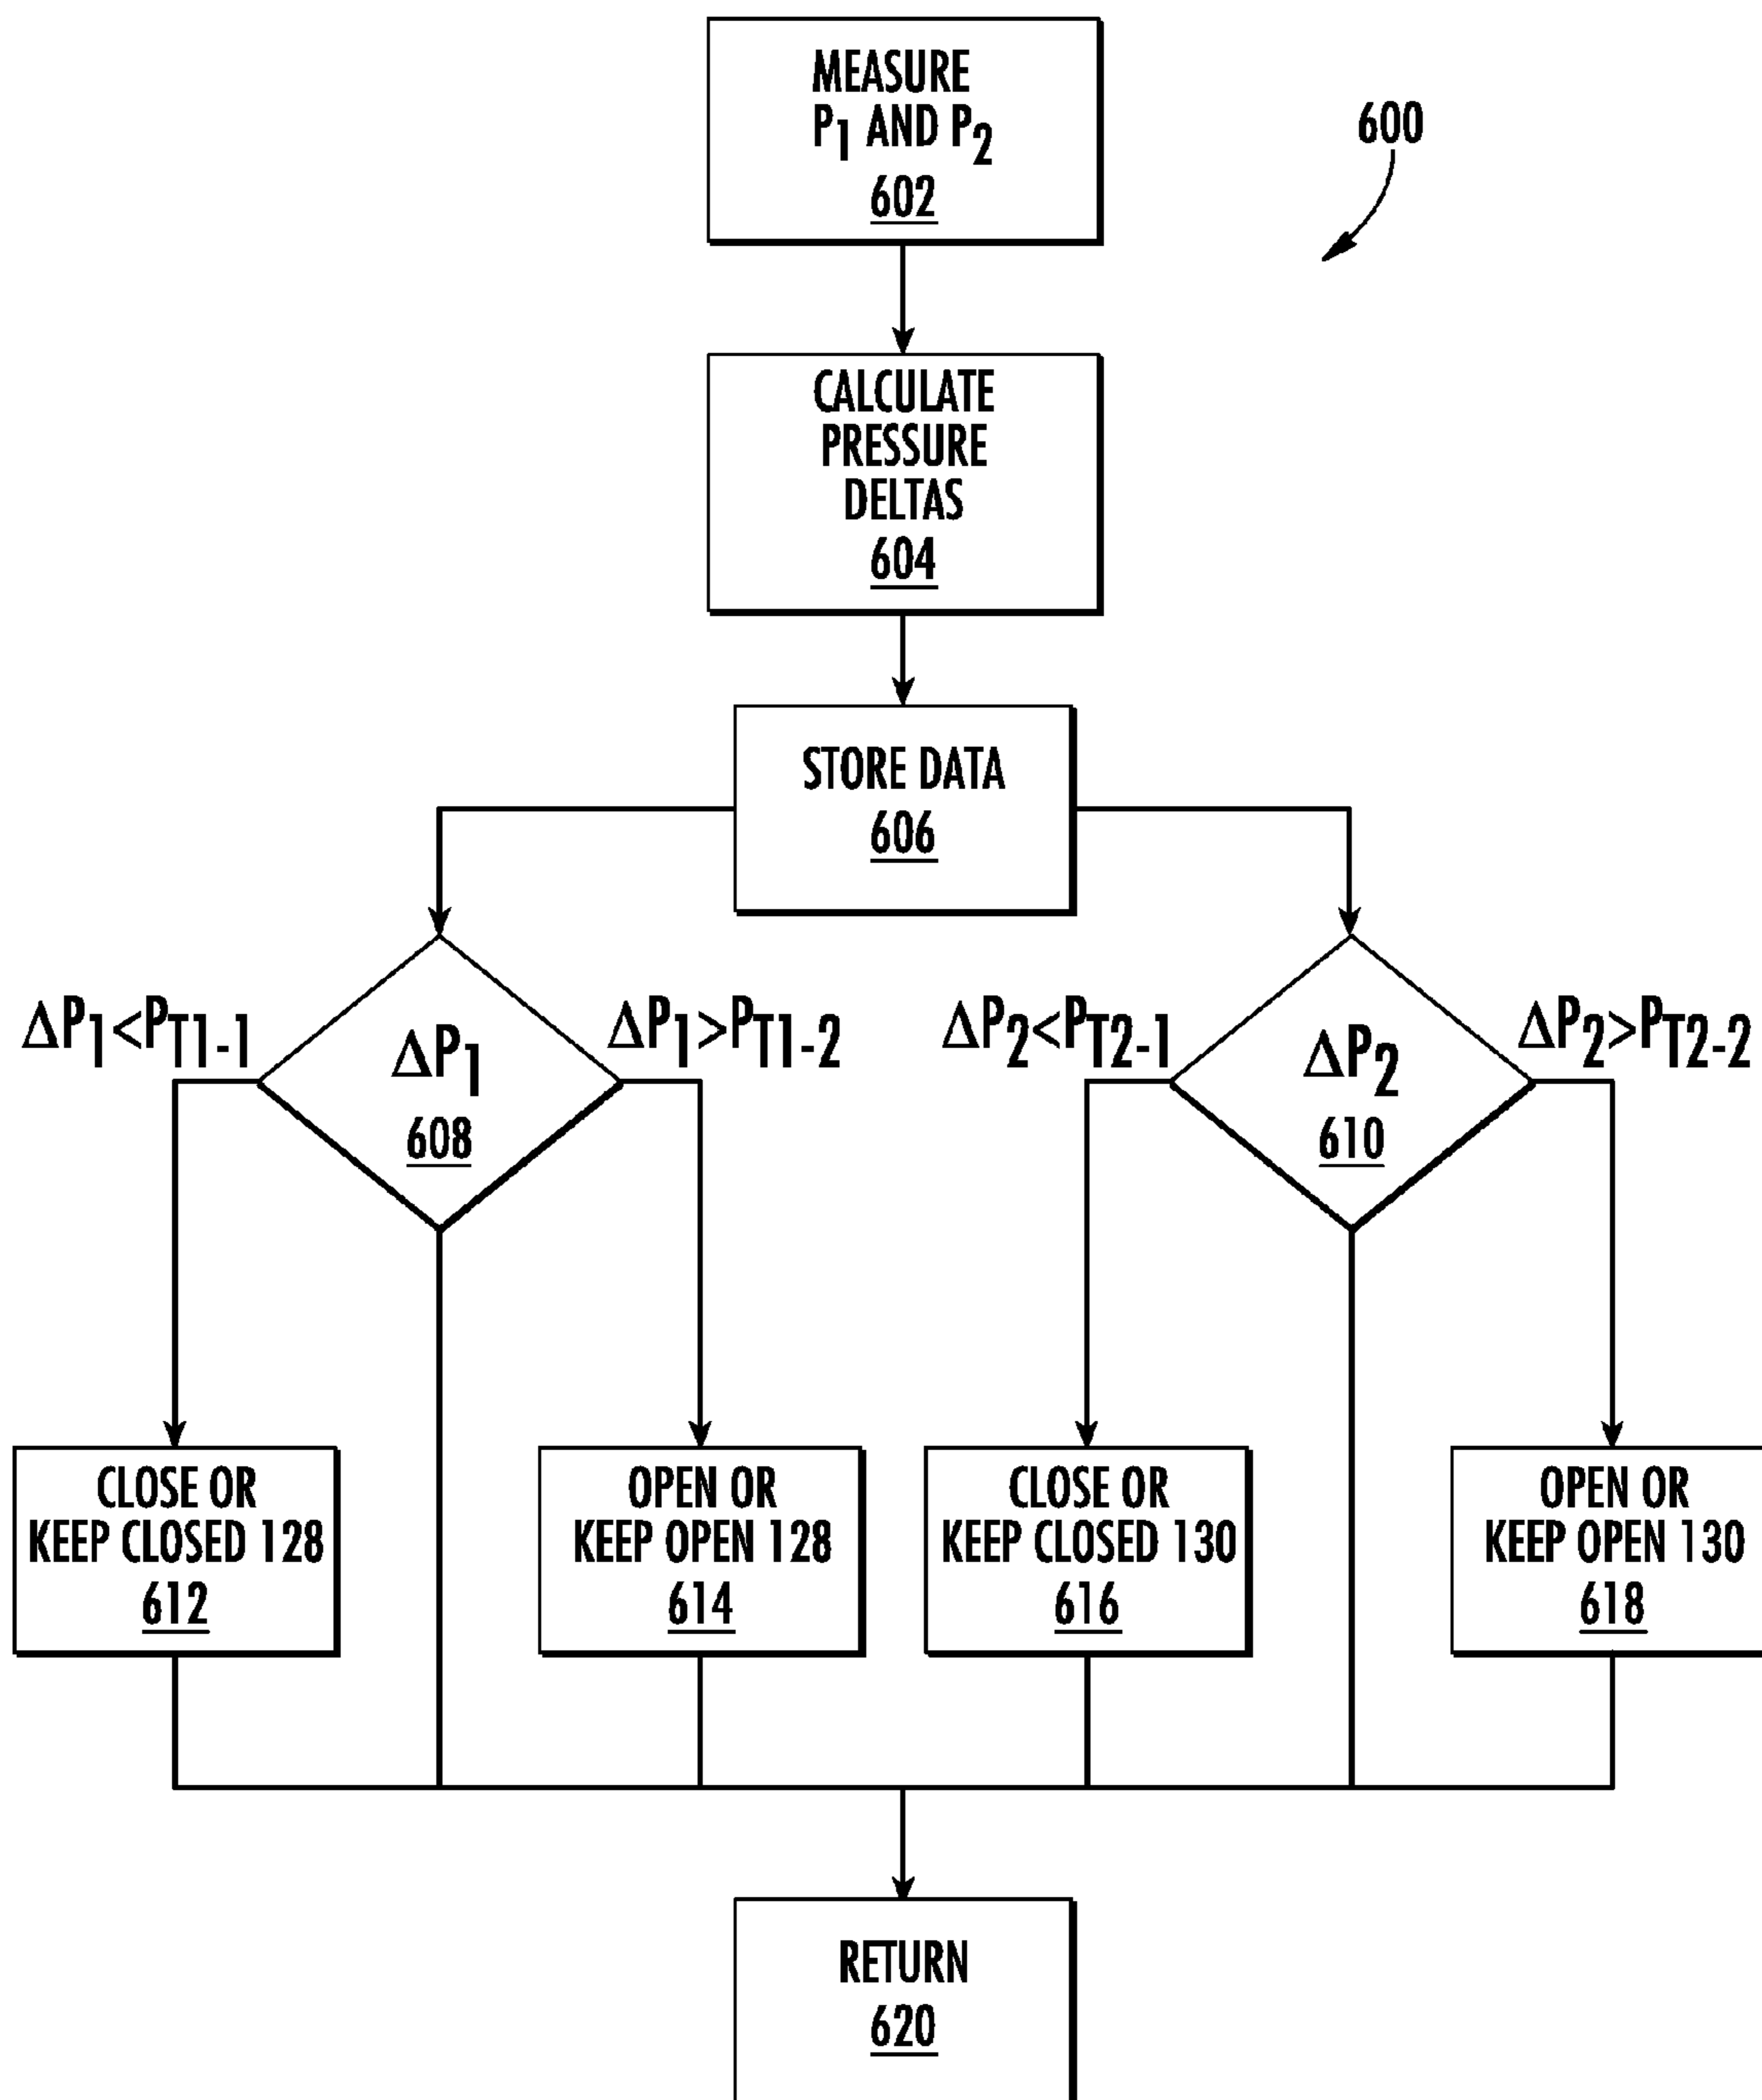 MEASURE
P1 AND P2
602
600
CALCULATE
PRESSURE
DELTAS
604
STORE DATA
606
ΔP1<PT1-1
ΔP1
608
ΔP1>PT1-2
ΔP2<PT2-1
ΔP2
610
ΔP2>PT2-2
CLOSE OR
KEEP CLOSED 128
612
OPEN OR
KEEP OPEN 128
614
CLOSE OR
KEEP CLOSED 130
616
OPEN OR
KEEP OPEN 130
618
RETURN
620